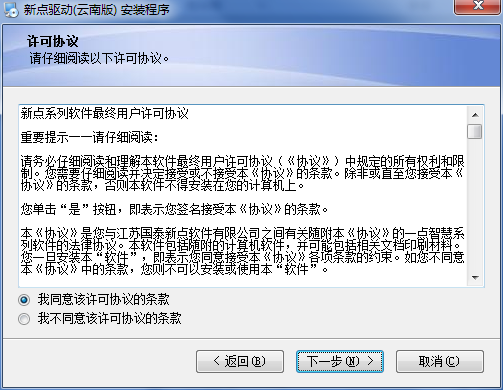 新点驱动(云南版) 安装程序
许可协议
请仔细阅读以下许可协议。
新点系列软件最终用户许可协议
重要提示——请仔细阅读：
请务必仔细阅读和理解本软件最终用户许可协议（《协议》）中规定的所有权利和限
制。您需要仔细阅读并决定接受或不接受本《协议》的条款。除非或直至您接受本《
协议》的条款，否则本软件不得安装在您的计算机上。
您单击“是”按钮，即表示您签名接受本《协议》的条款。
本《协议》是您与江苏国泰新点软件有限公司之间有关随附本《协议》的一点智慧系
列软件的法律协议。本软件包括随附的计算机软件，并可能包括相关文档印刷材料。
您一旦安装本“软件”，即表示您同意接受本《协议》各项条款的约束。如您不同意
本《协议》中的条款，您则不可以安装或使用本“软件”。
我同意该许可协议的条款
我不同意该许可协议的条款
< 返回(B)
下一步(N) >
取消(C)